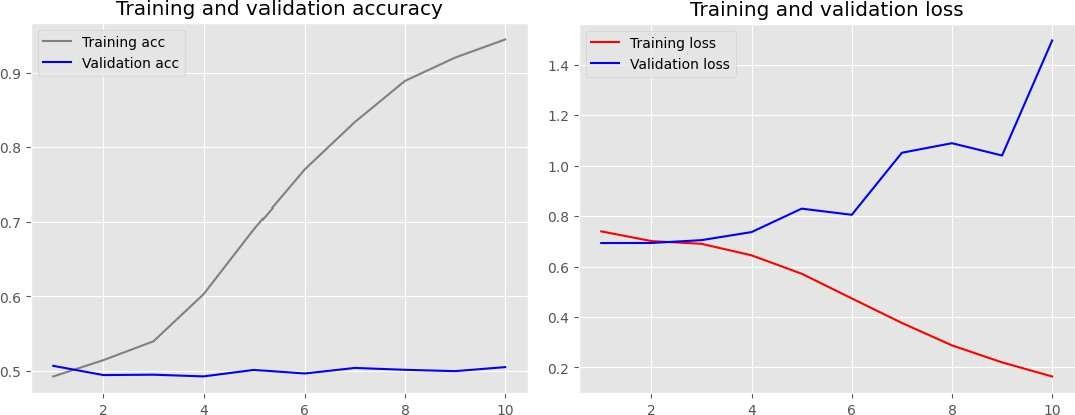 Training and validation accuracy
Training acc
Validation acc
0.9
0.8
0.7
0.6
0.5
2 4 6 8 10
Training and validation loss
Training loss
Validation loss
1.4
1.2
1.0
0.8
0.6
0.4
0.2
2 4 6 8 10